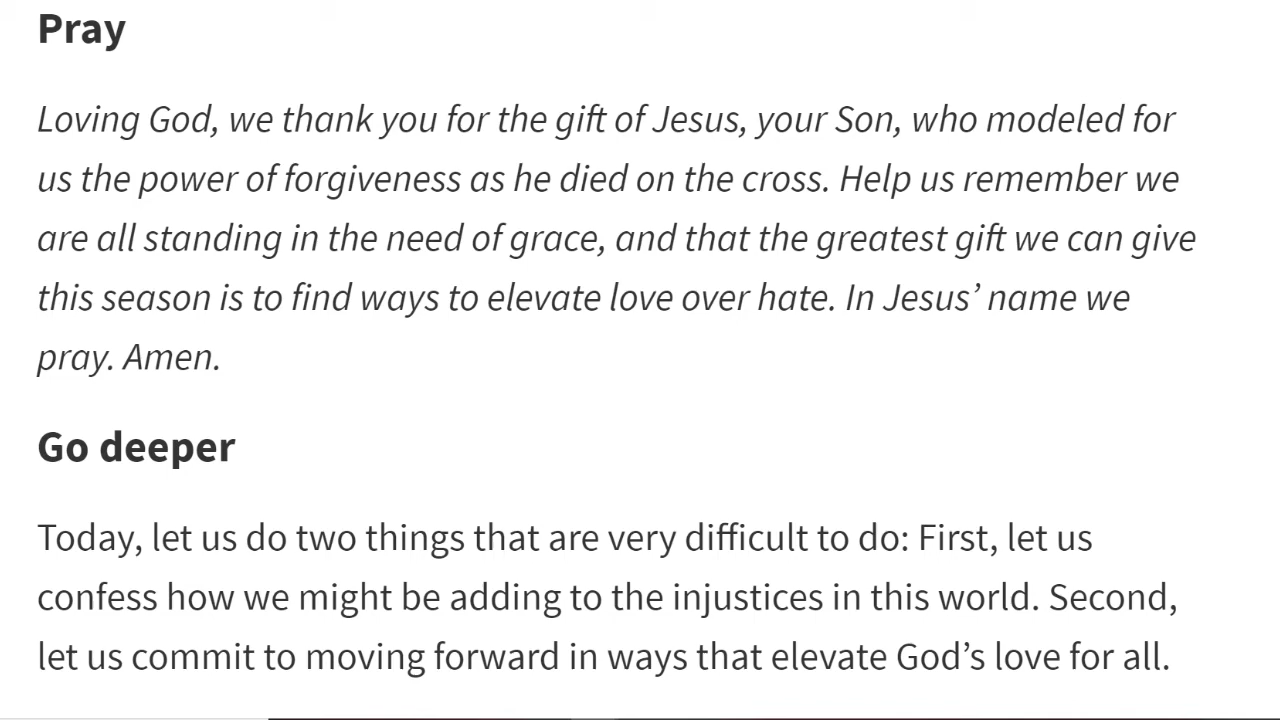 Pray
Loving God, we thank you for the gift of Jesus, your Son, who modeled for
us the power of forgiveness as he died on the cross. Help us remember we
are all standing in the need of grace, and that the greatest gift we can give
this season is to find ways to elevate love over hate. In Jesus’ name we
pray. Amen.
Go deeper
Today, let us do two things that are very difficult to do: First, let us
confess how we might be adding to the injustices in this world. Second,
let us commit to moving forward in ways that elevate God’s love for all.